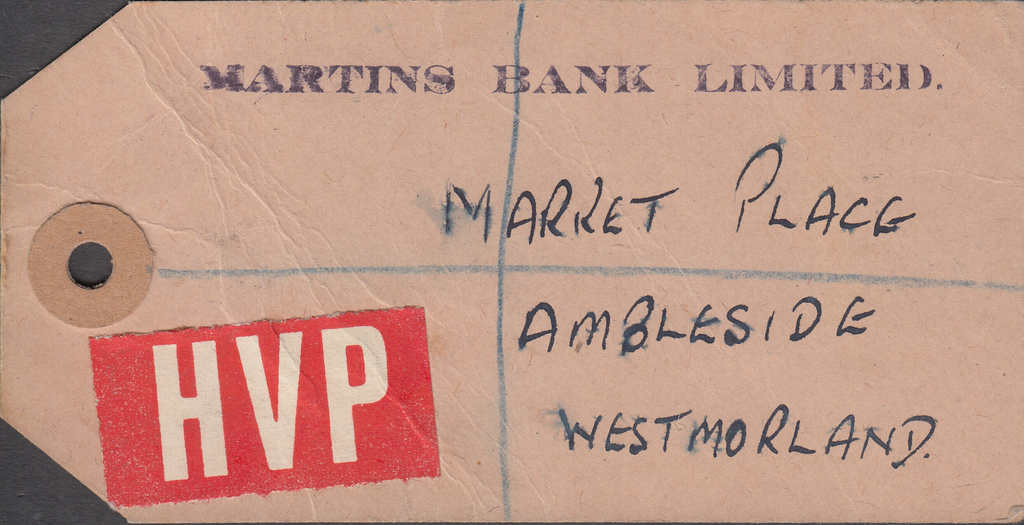 MARTINS BANK LIMITED.
MARKET PLACE
AMBLESIDE
WESTMORLAND.
HVP